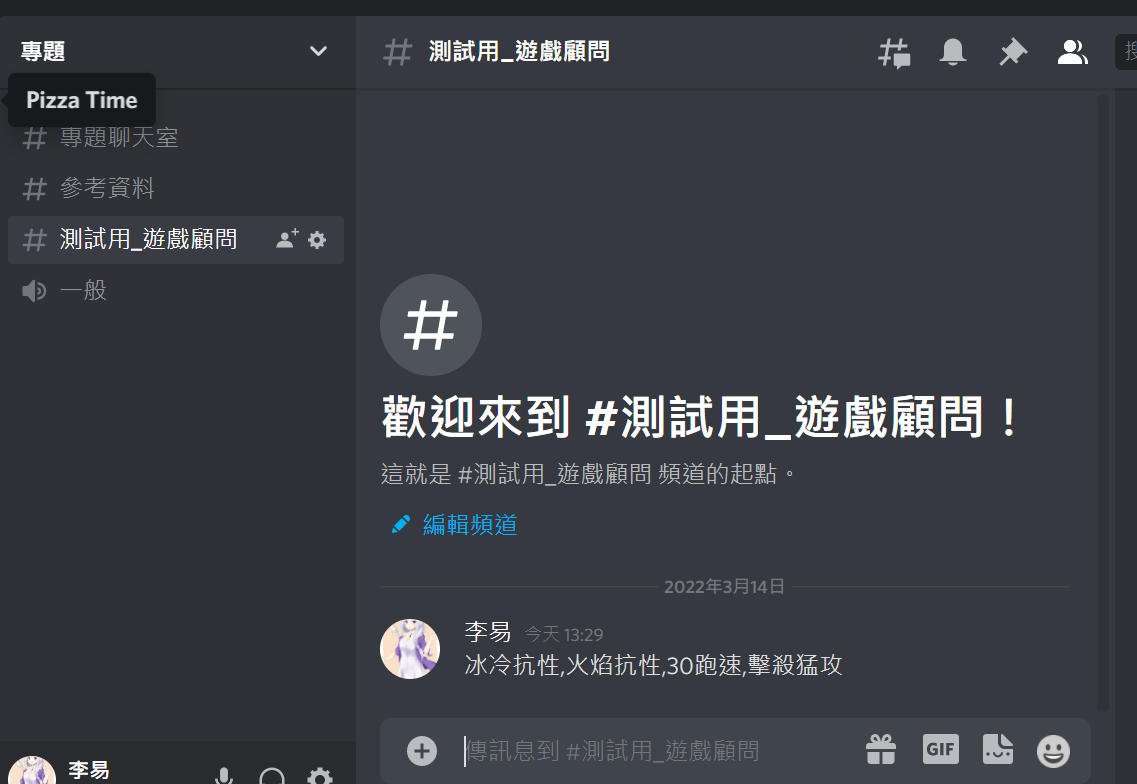 專題
Pizza Time
專題聊天室
參考資料
測試用_遊戲顧問
一般
李易
測試用_遊戲顧問
歡迎來到 #測試用_遊戲顧問！
這就是 #測試用_遊戲顧問 頻道的起點。
編輯頻道
2022年3月14日
李易 今天 13:29
冰冷抗性,火焰抗性,30跑速,擊殺猛攻
傳訊息到 #測試用_遊戲顧問
GIF